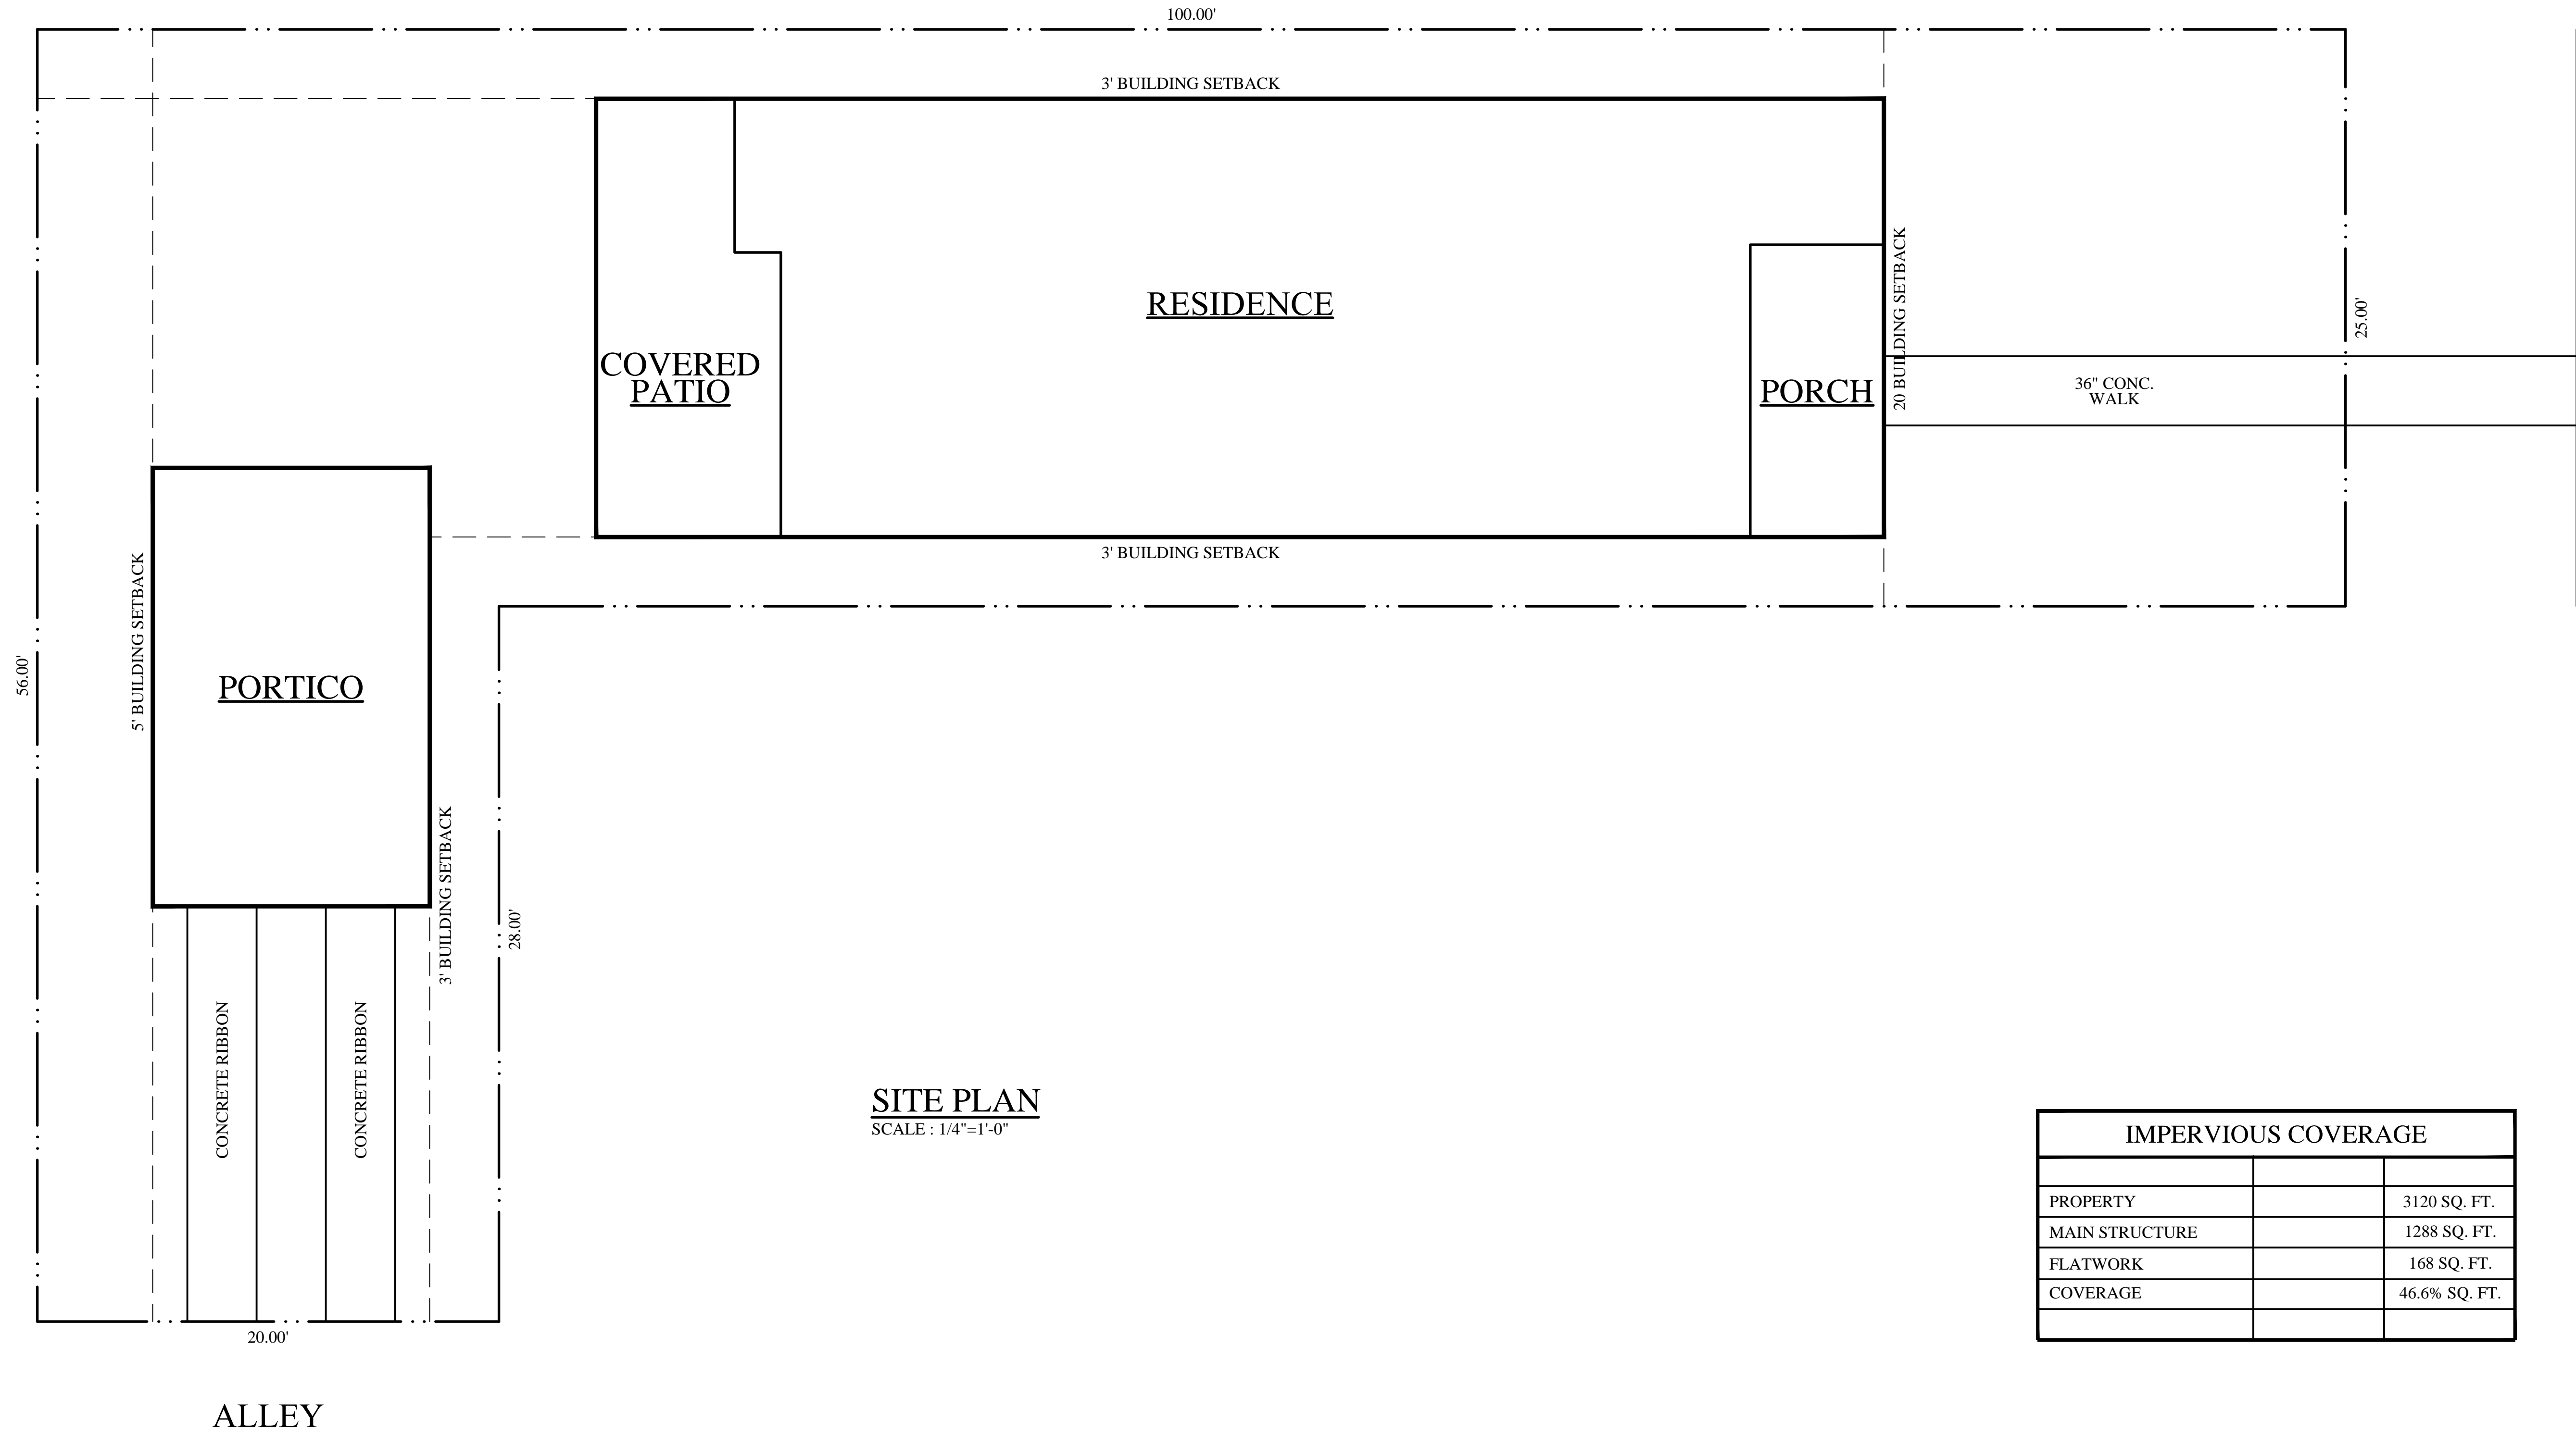 100.00'
3' BUILDING SETBACK
20 BUILDING SETBACK
25.00'
RESIDENCE
COVERED
PATIO
PORCH
36" CONC.
WALK
3' BUILDING SETBACK
5' BUILDING SETBACK
56.00'
PORTICO
3' BUILDING SETBACK
28.00'
CONCRETE RIBBON
CONCRETE RIBBON
20.00'
ALLEY
SITE PLAN
SCALE : 1/4"=1'-0"
IMPERVIOUS COVERAGE
PROPERTY 3120 SQ. FT.
MAIN STRUCTURE 1288 SQ. FT.
FLATWORK 168 SQ. FT.
COVERAGE 46.6% SQ. FT.